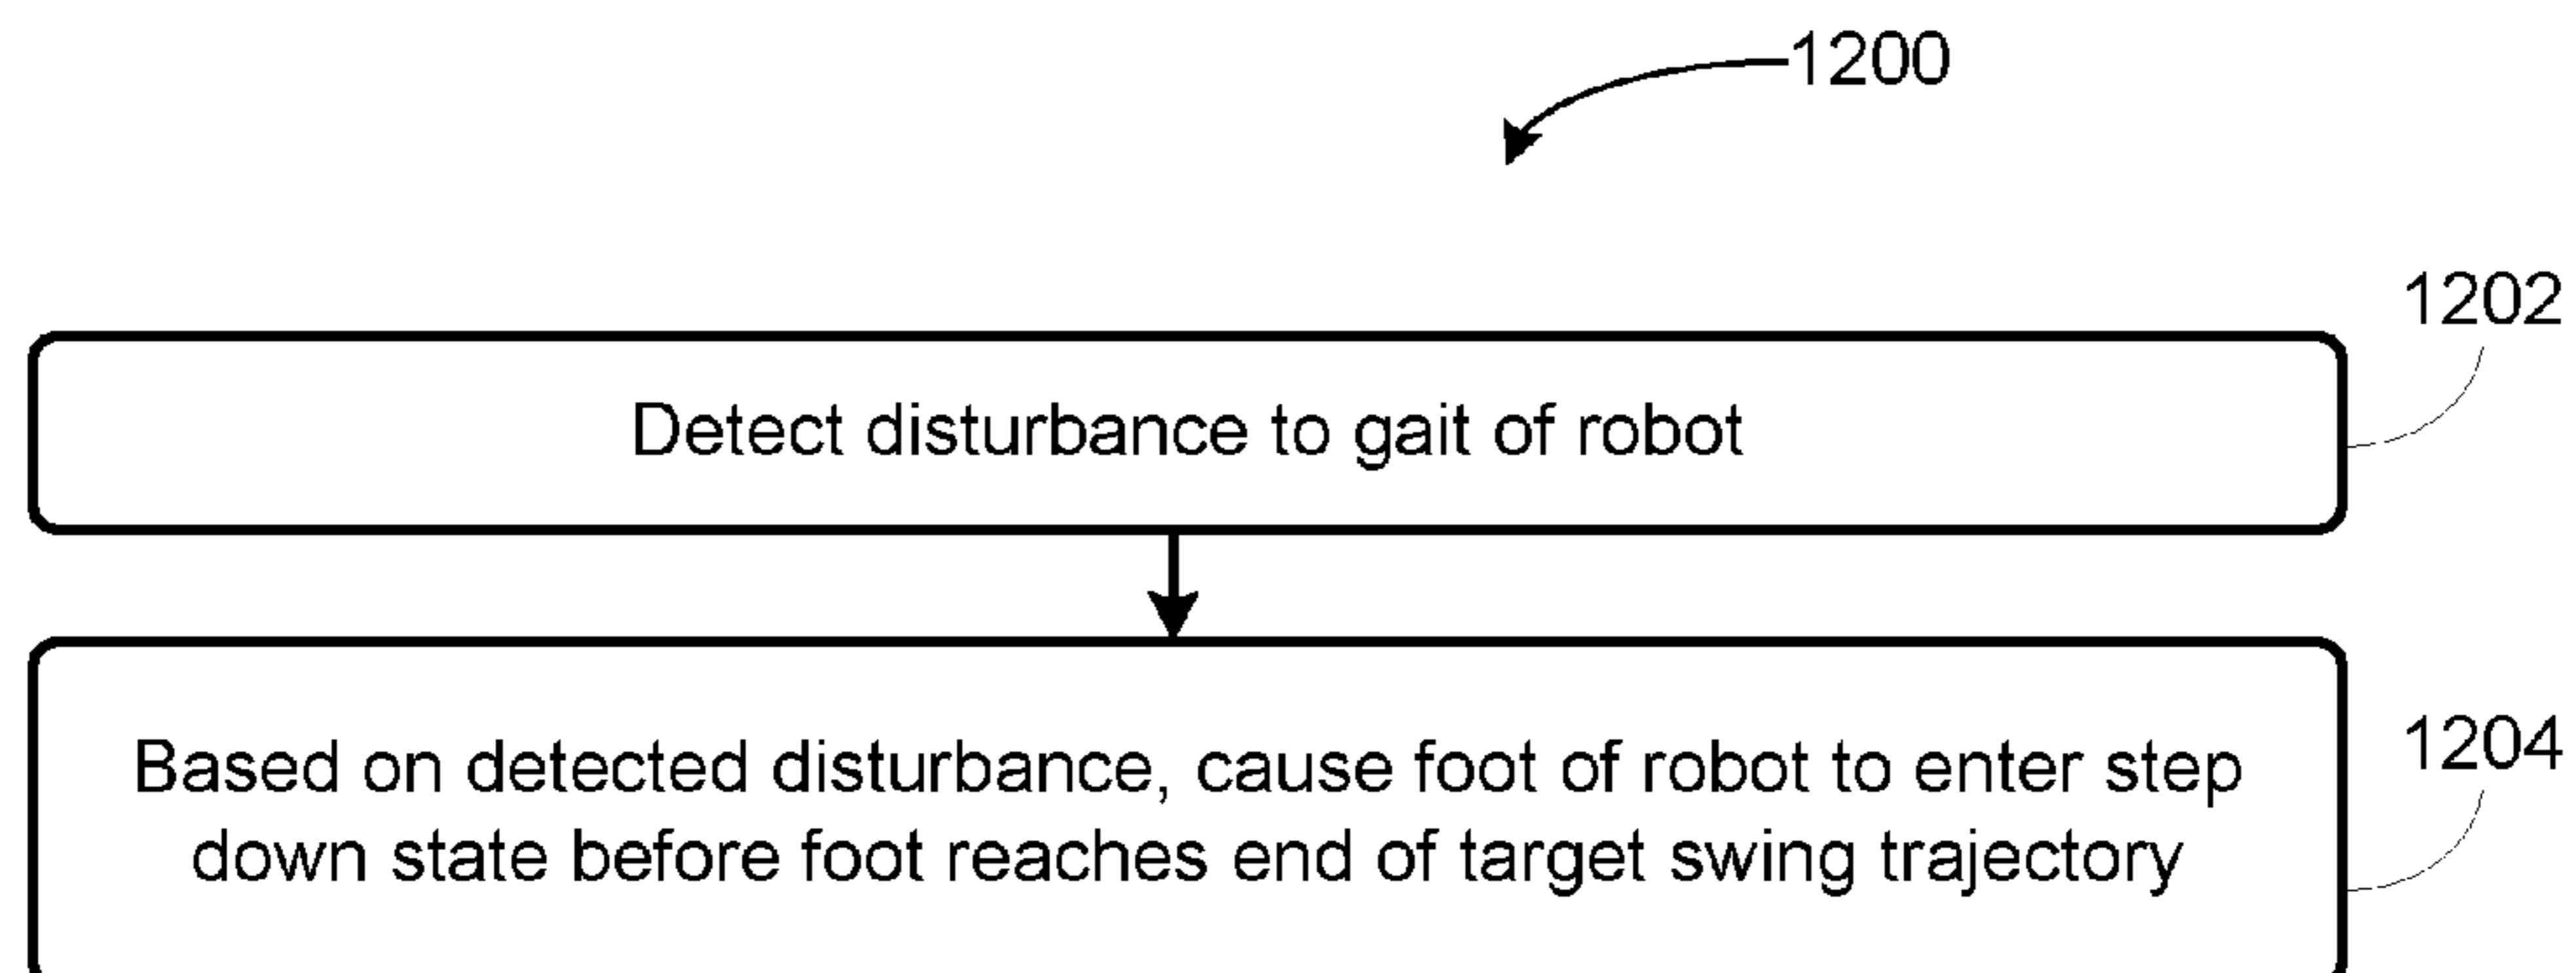 1200
1202
Detect disturbance to gait of robot
1204
Based on detected disturbance, cause foot of robot to enter step
down state before foot reaches end of target swing trajectory